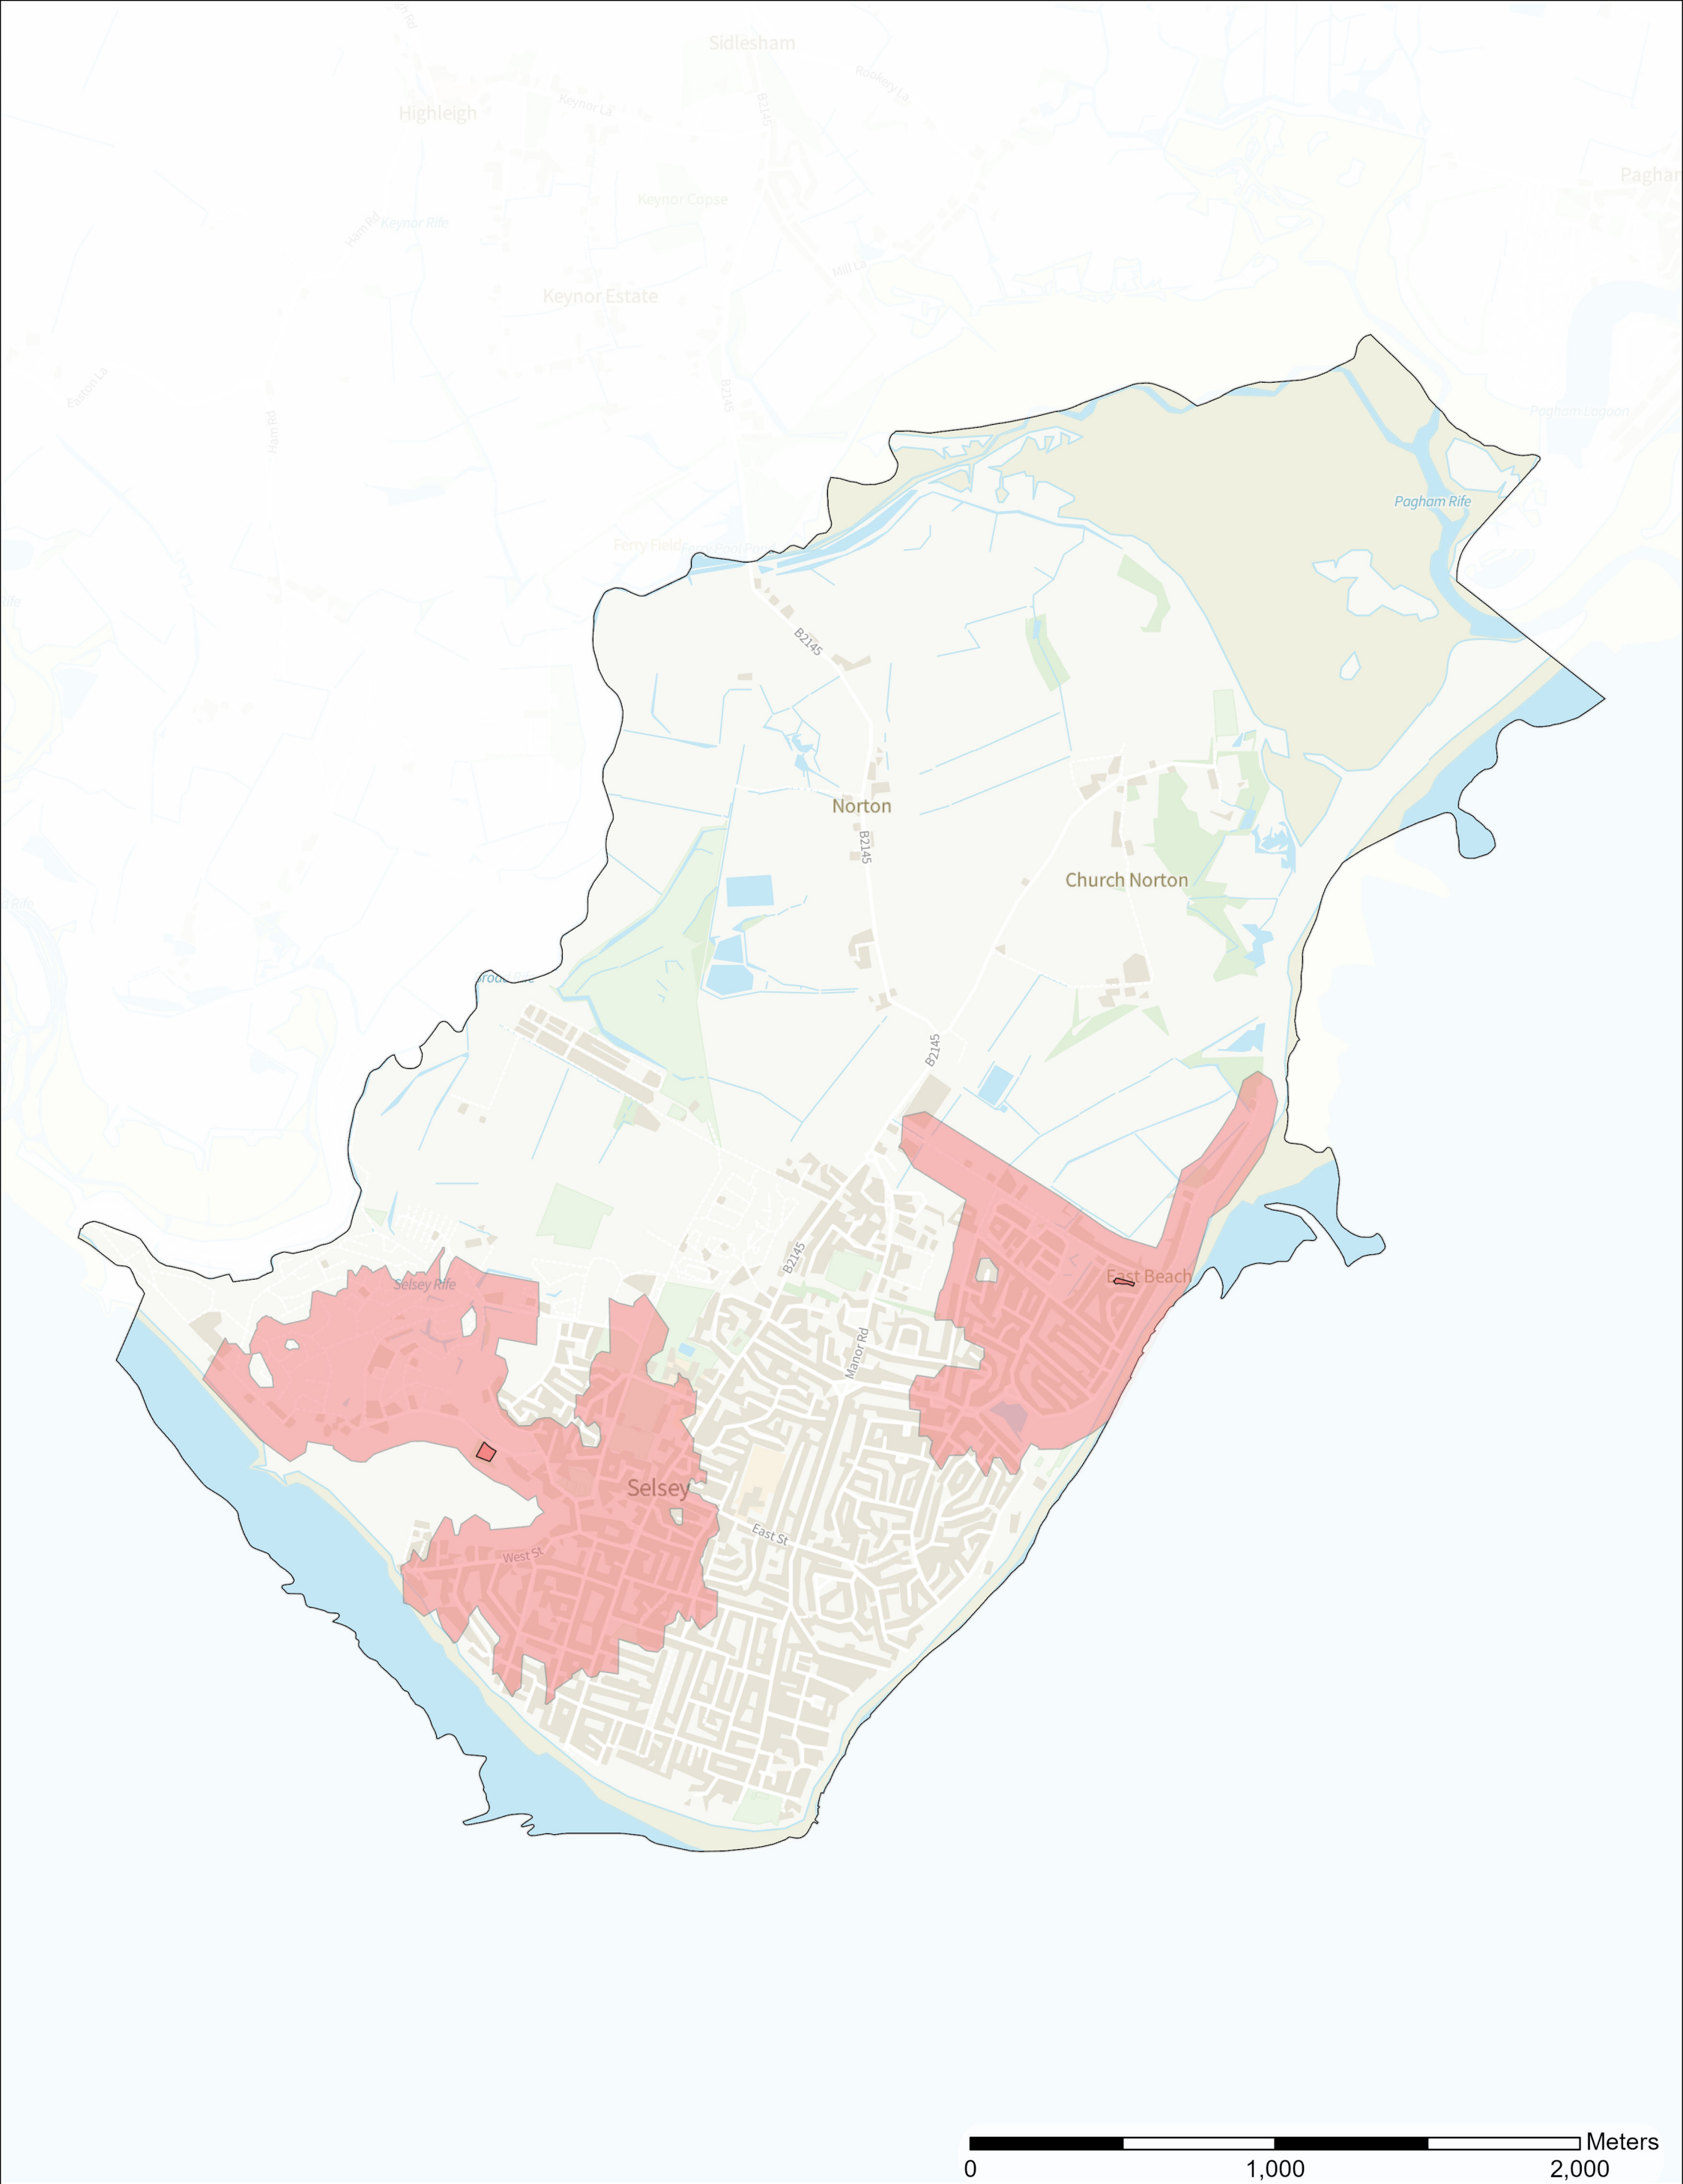 Sidlesham
Rookery La
Highleigh
Keynor La
B2145
Pagham
Keynor Copse
Ham Rd
Keynor Rife
Mill La
Keynor Estate
Easton La
B2145
Ham Rd
Pagham Lagoon
Pagham Rife
Ferry Field
B2145
Norton
B2145
Church Norton
B2145
B2145
East Beach
Selsey Rife
Manor Rd
Selsey
East St
West St
Meters
0
1,000
2,000